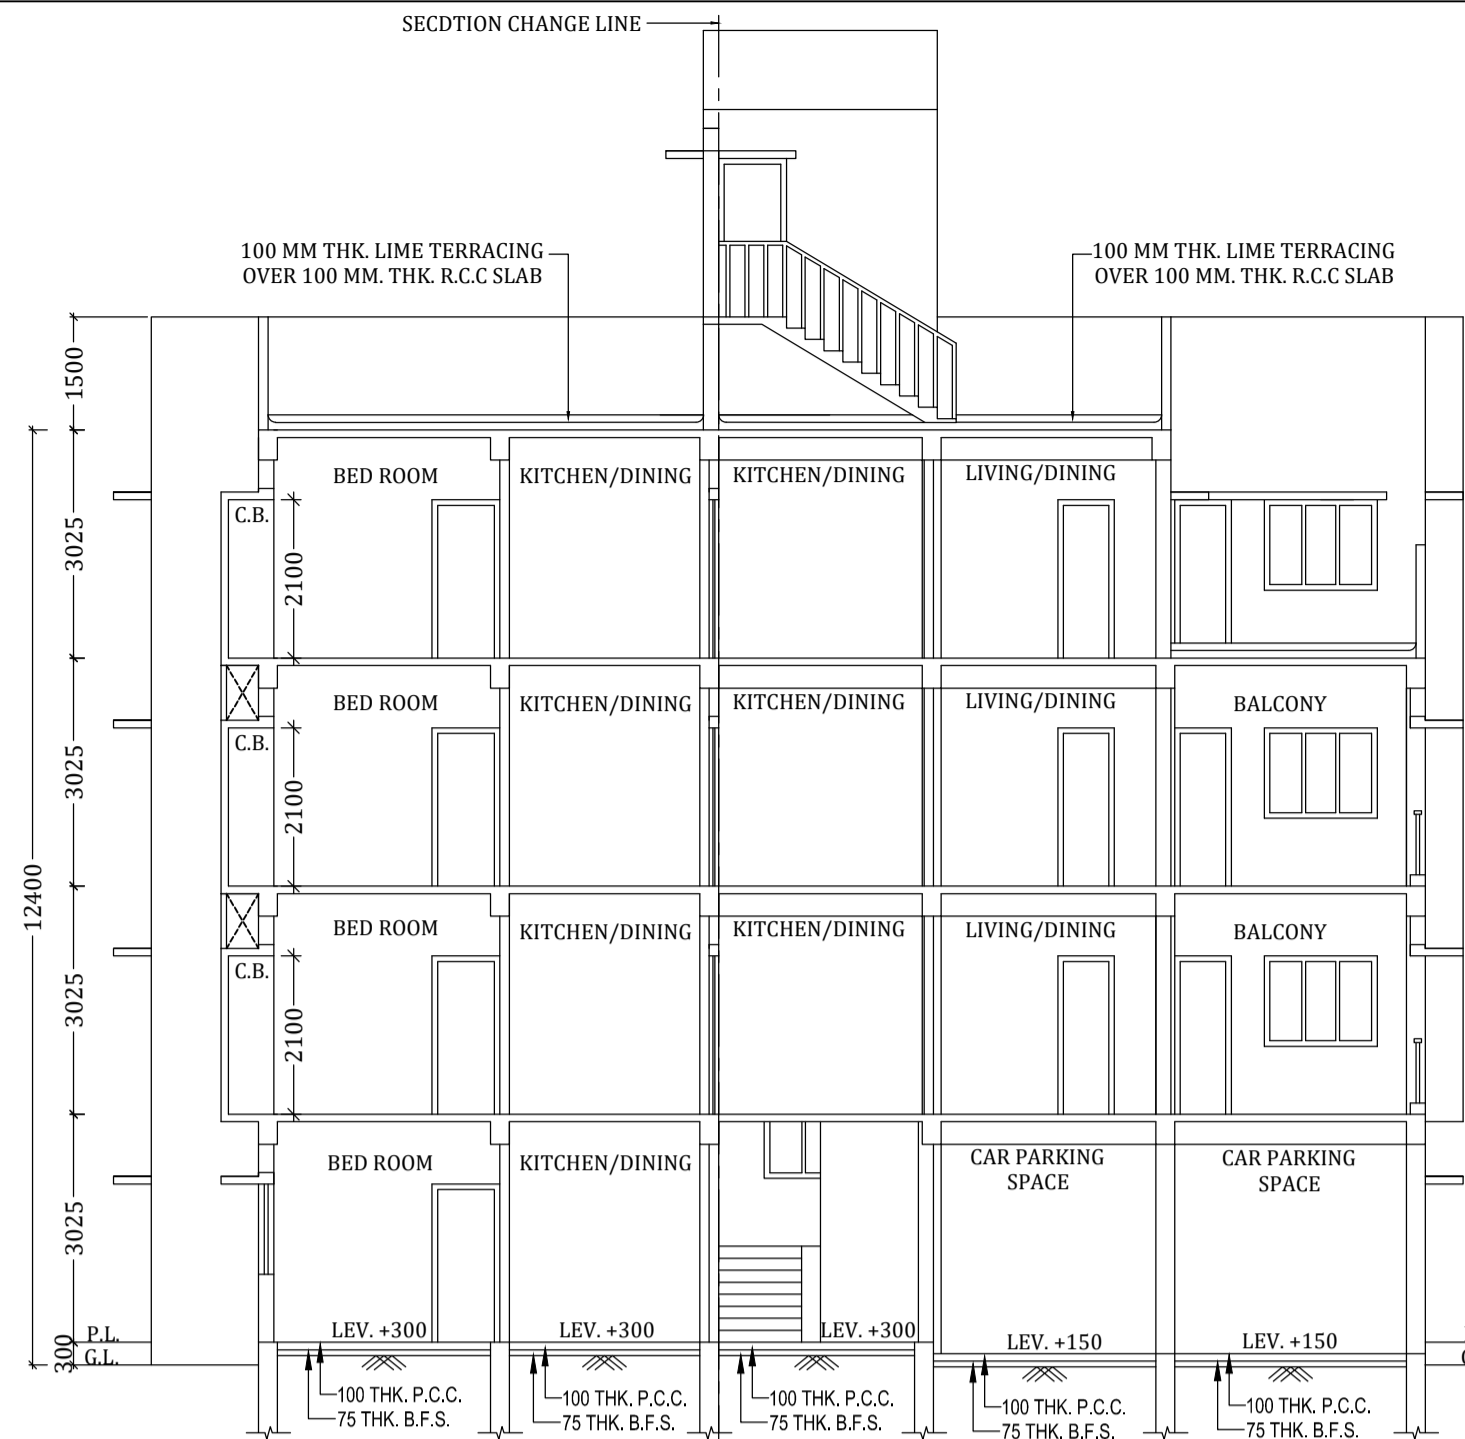 SECDTION CHANGE LINE
100 MM THK. LIME TERRACING
OVER 100 MM. THK. R.C.C SLAB
100 MM THK. LIME TERRACING
OVER 100 MM. THK. R.C.C SLAB
1500
BED ROOM
KITCHEN/DINING
KITCHEN/DINING
LIVING/DINING
C.B.
3025
2100
BED ROOM
KITCHEN/DINING
KITCHEN/DINING
LIVING/DINING
BALCONY
C.B.
3025
2100
12400
BED ROOM
KITCHEN/DINING
KITCHEN/DINING
LIVING/DINING
BALCONY
C.B.
3025
2100
BED ROOM
KITCHEN/DINING
CAR PARKING
SPACE
CAR PARKING
SPACE
3025
P.L.
G.L.
300
LEV. +300
LEV. +300
LEV. +300
LEV. +150
LEV. +150
100 THK. P.C.C.
75 THK. B.F.S.
100 THK. P.C.C.
75 THK. B.F.S.
100 THK. P.C.C.
75 THK. B.F.S.
100 THK. P.C.C.
75 THK. B.F.S.
100 THK. P.C.C.
75 THK. B.F.S.